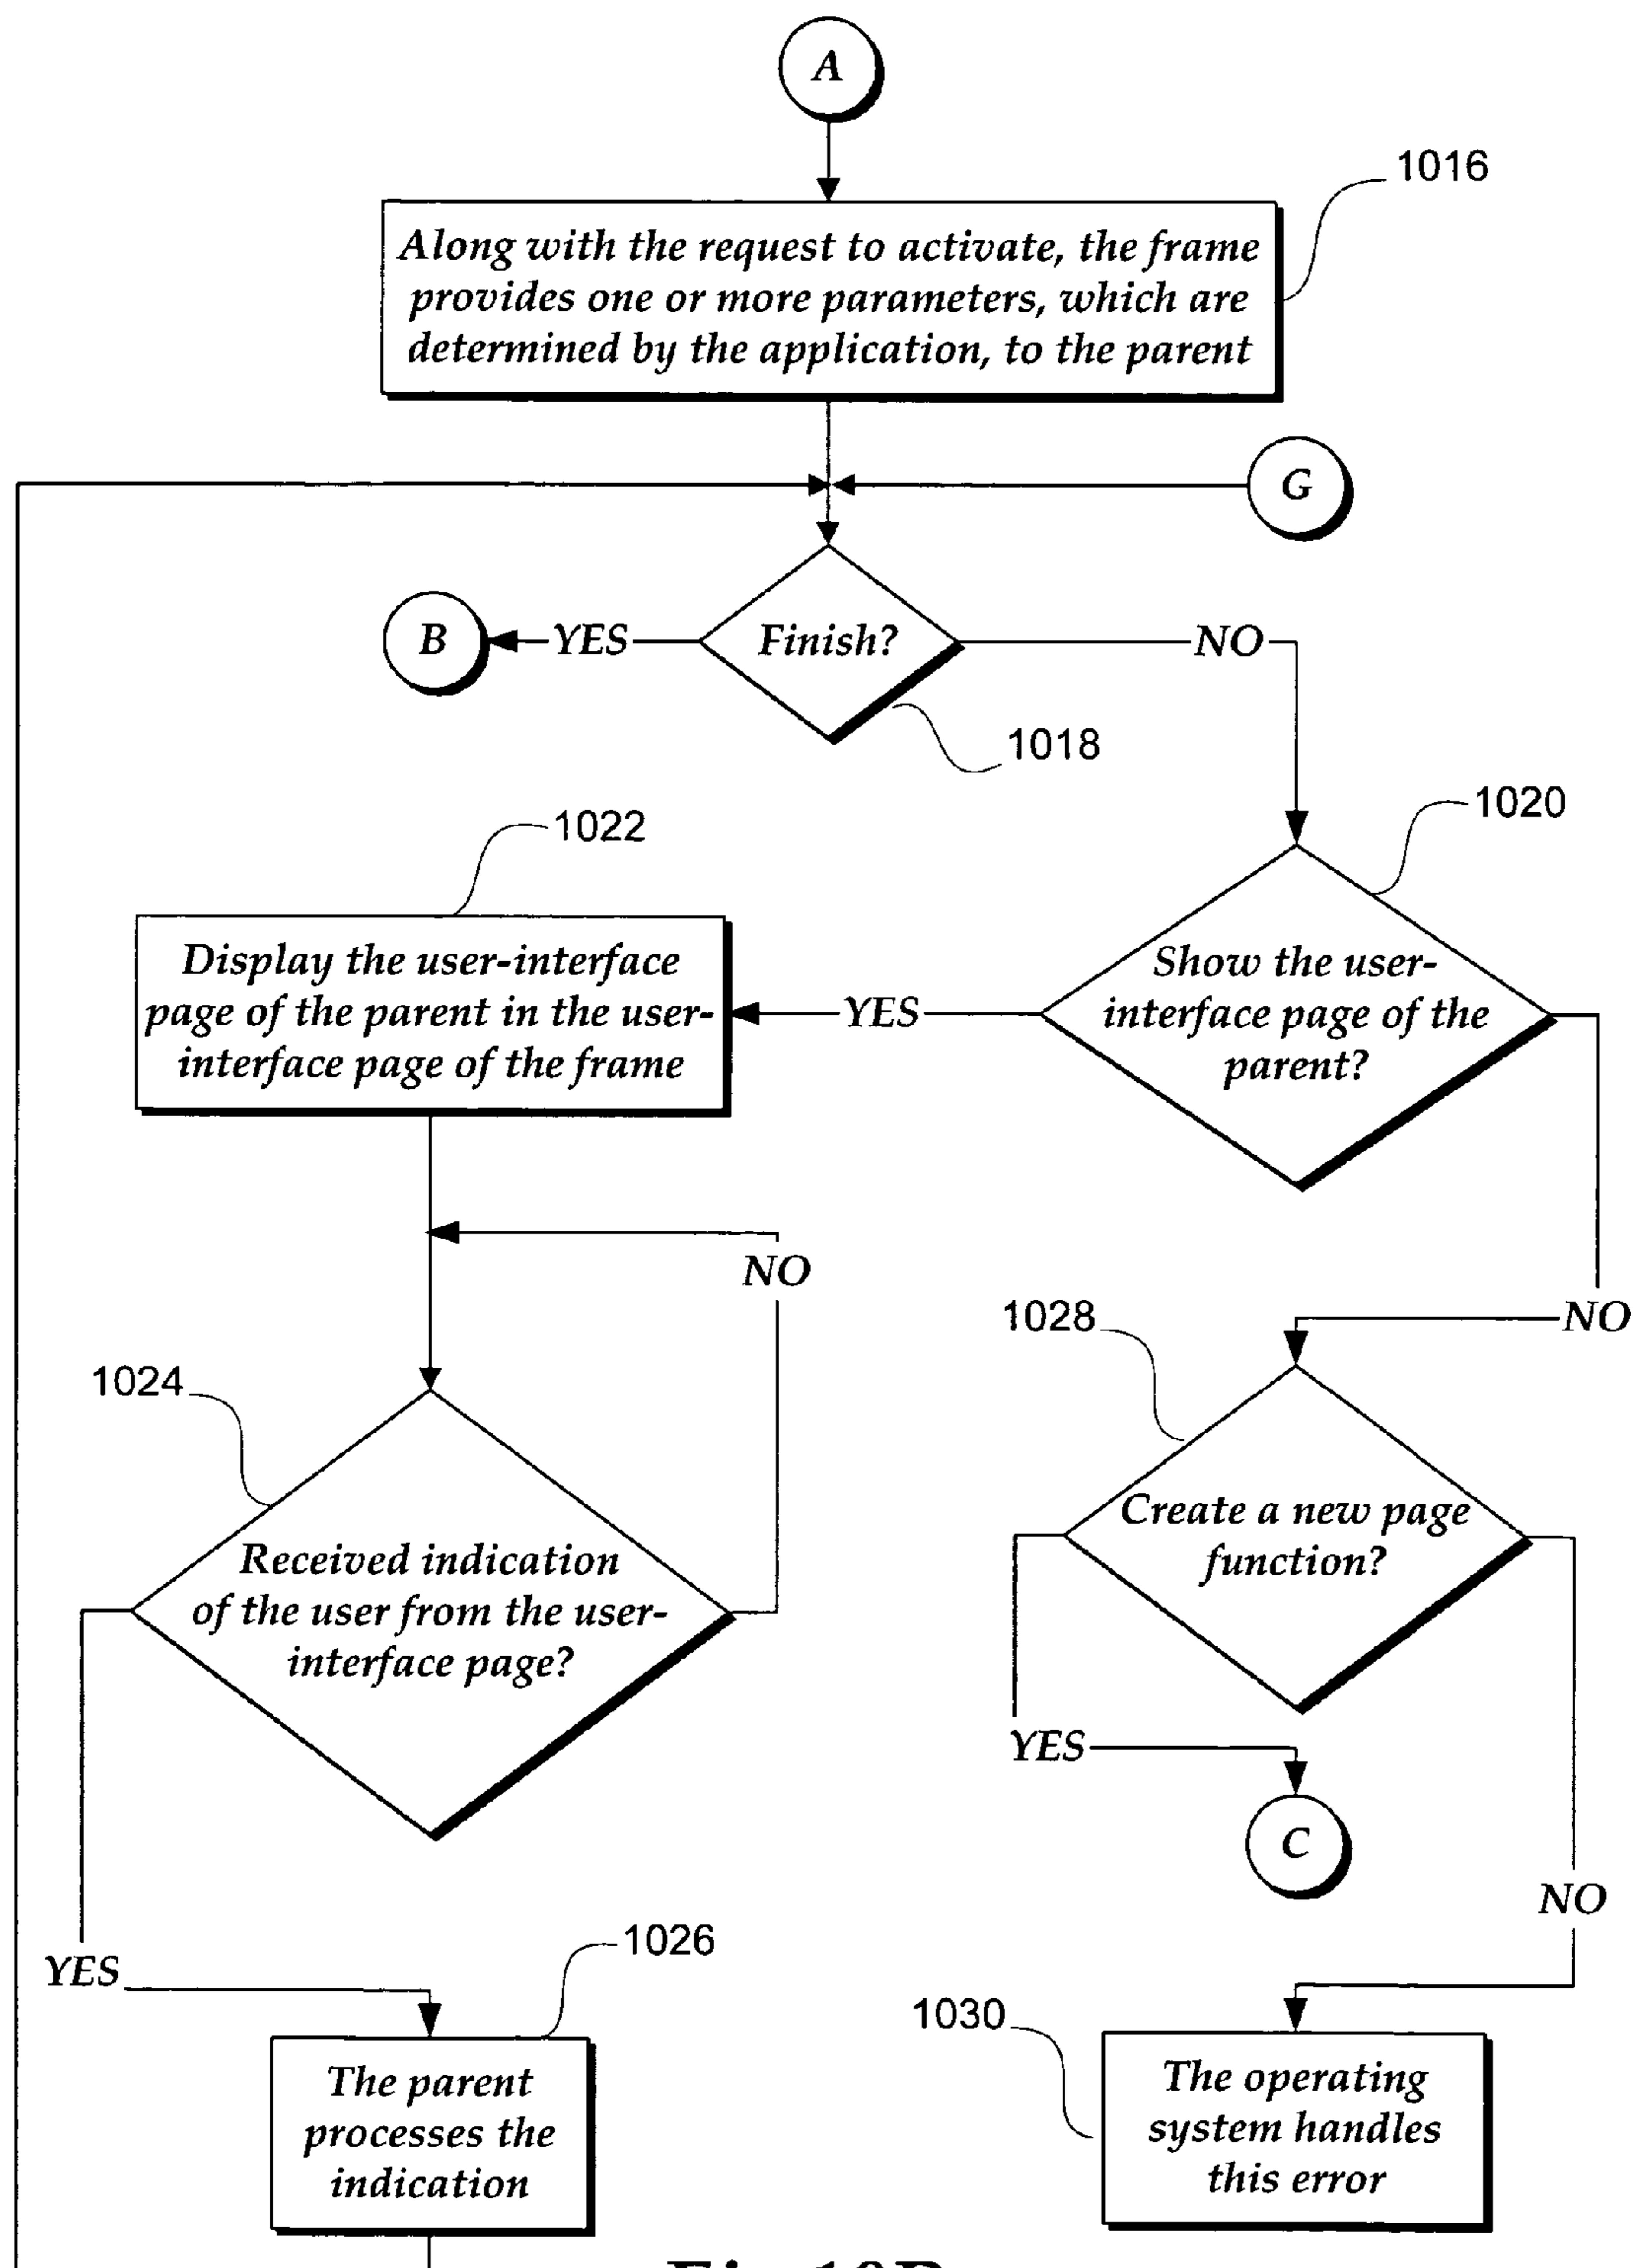 A
1016
Along with the request to activate, the frame
provides one or more parameters, which are
determined by the application, to the parent
G
B
YES
Finish?
NO
1018
1020
1022
Display the user-interface
page of the parent in the user-
interface page of the frame
YES
Show the user-
interface page of the
parent?
NO
NO
1028
1024
Create a new page
function?
Received indication
of the user from the user-
interface page?
YES
C
NO
YES
1026
1030
The parent
processes the
indication
The operating
system handles
this error